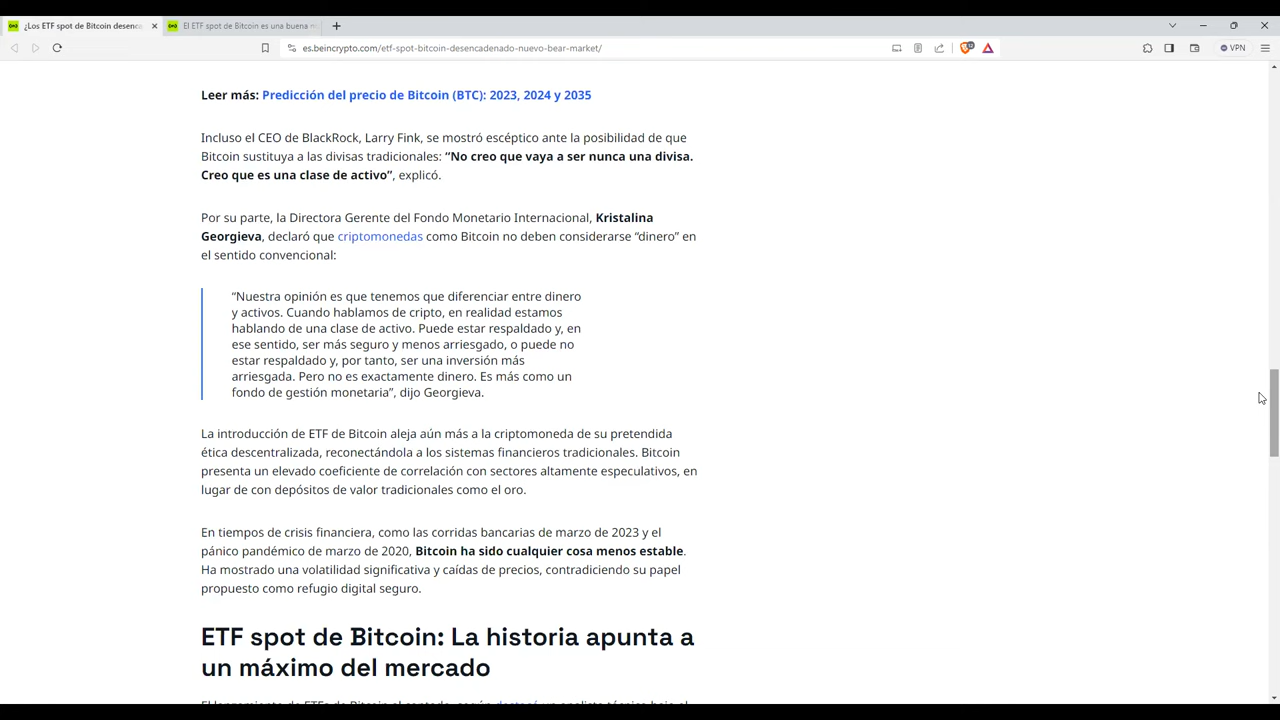 ¿Los ETF spot de Bitcoin desenca
El ETF spot de Bitcoin es una buena n
es.beincrypto.com/etf-spot-bitcoin-desencadenado-nuevo-bear-market/
VPN
Leer más: Predicción del precio de Bitcoin (BTC): 2023, 2024 y 2035
Incluso el CEO de BlackRock, Larry Fink, se mostró escéptico ante la posibilidad de que
Bitcoin sustituya a las divisas tradicionales: “No creo que vaya a ser nunca una divisa.
Creo que es una clase de activo”, explicó.
Por su parte, la Directora Gerente del Fondo Monetario Internacional, Kristalina
Georgieva, declaró que criptomonedas como Bitcoin no deben considerarse “dinero” en
el sentido convencional:
“Nuestra opinión es que tenemos que diferenciar entre dinero
y activos. Cuando hablamos de cripto, en realidad estamos
hablando de una clase de activo. Puede estar respaldado y, en
ese sentido, ser más seguro y menos arriesgado, o puede no
estar respaldado y, por tanto, ser una inversión más
arriesgada. Pero no es exactamente dinero. Es más como un
fondo de gestión monetaria”, dijo Georgieva.
La introducción de ETF de Bitcoin aleja aún más a la criptomoneda de su pretendida
ética descentralizada, reconectándola a los sistemas financieros tradicionales. Bitcoin
presenta un elevado coeficiente de correlación con sectores altamente especulativos, en
lugar de con depósitos de valor tradicionales como el oro.
En tiempos de crisis financiera, como las corridas bancarias de marzo de 2023 y el
pánico pandémico de marzo de 2020, Bitcoin ha sido cualquier cosa menos estable.
Ha mostrado una volatilidad significativa y caídas de precios, contradiciendo su papel
propuesto como refugio digital seguro.
ETF spot de Bitcoin: La historia apunta a
un máximo del mercado